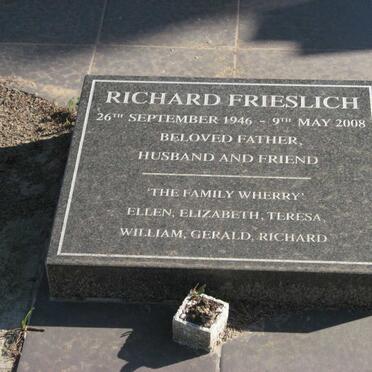 RICHARD FRIESLICH
26TH SEPTEMBER 1946 - 9TH MAY 2008
BELOVED FATHER,
HUSBAND AND FRIEND
'THE FAMILY WHERRY'
ELLEN, ELIZABETH, TERESA
WILLIAM, GERALD, RICHARD